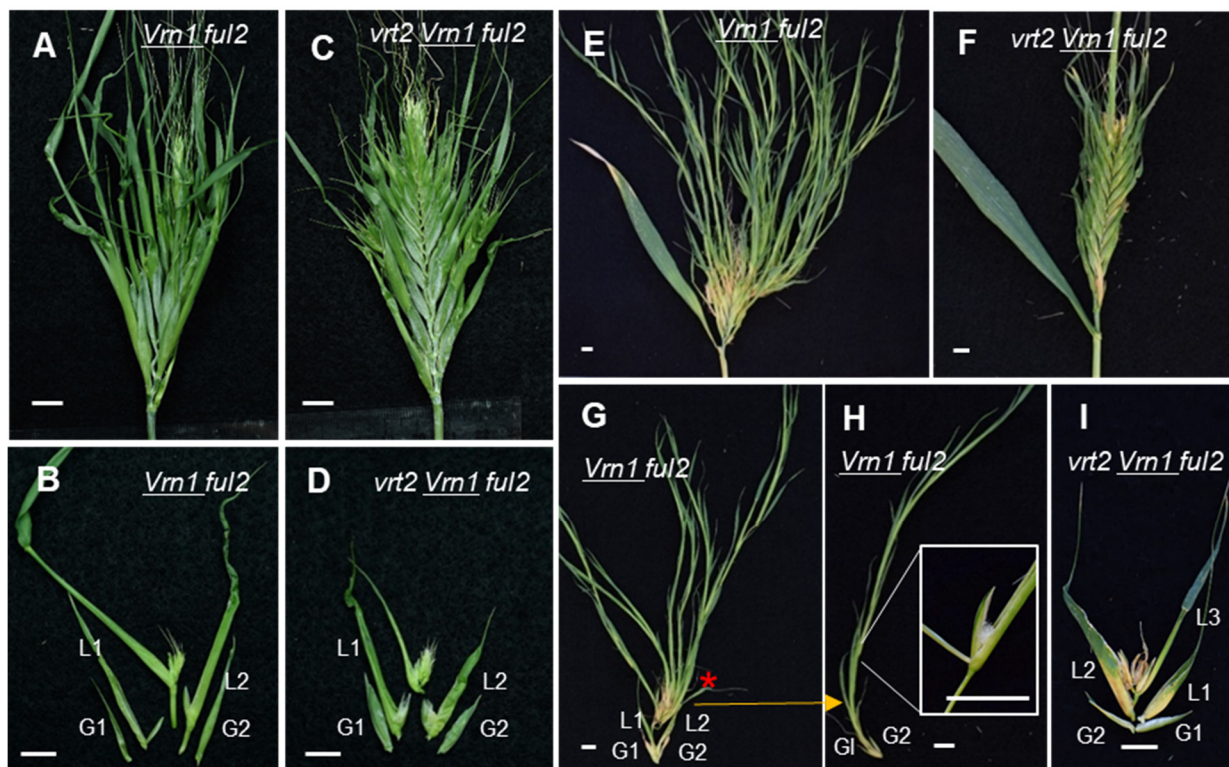 A
Vrn1 ful2
C
vrt2 Vrn1 ful2
E
Vrn1 ful2
F
vrt2 Vrn1 ful2
B
Vrn1 ful2
L1
G1
L2
G2
D
vrt2 Vrn1 ful2
L1
G1
L2
G2
G
Vrn1 ful2
*
L1
L2
G1
G2
H
Vrn1 ful2
Gl
G2
I
vrt2 Vrn1 ful2
L3
L2
L1
G2
G1